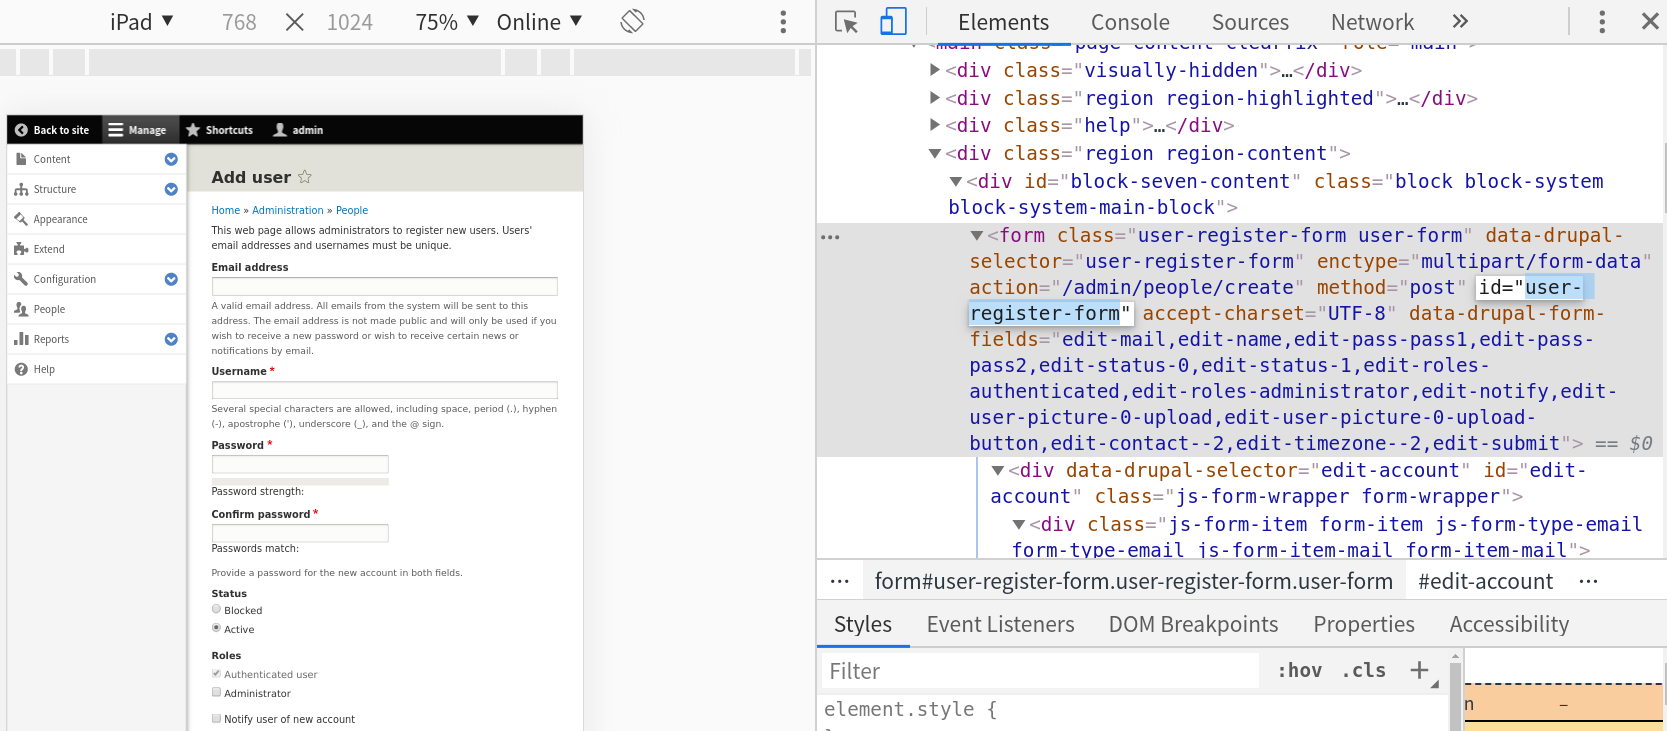 iPad ▼ 768 × 1024 75% ▼ Online ▼
Elements Console Sources Network »
<main class="page-content clearfix" role="main">
▶<div class="visually-hidden">…</div>
▶<div class="region region-highlighted">…</div>
▶<div class="help">…</div>
▼<div class="region region-content">
▼<div id="block-seven-content" class="block block-system
block-system-main-block">
▼<form class="user-register-form user-form" data-drupal-
selector="user-register-form" enctype="multipart/form-data"
action="/admin/people/create" method="post" id="user-
register-form" accept-charset="UTF-8" data-drupal-form-
fields="edit-mail,edit-name,edit-pass-pass1,edit-pass-
pass2,edit-status-0,edit-status-1,edit-roles-
authenticated,edit-roles-administrator,edit-notify,edit-
user-picture-0-upload,edit-user-picture-0-upload-
button,edit-contact--2,edit-timezone--2,edit-submit"> == $0
▼<div data-drupal-selector="edit-account" id="edit-
account" class="js-form-wrapper form-wrapper">
▼<div class="js-form-item form-item js-form-type-email
form-type-email js-form-item-mail form-item-mail">
... form#user-register-form.user-register-form.user-form #edit-account ...
Styles Event Listeners DOM Breakpoints Properties Accessibility
Filter :hov .cls +
element.style {
n –
Back to site Manage Shortcuts admin
Content
Structure
Appearance
Extend
Configuration
People
Reports
Help
Add user
Home » Administration » People
This web page allows administrators to register new users. Users'
email addresses and usernames must be unique.
Email address
A valid email address. All emails from the system will be sent to this
address. The email address is not made public and will only be used if you
wish to receive a new password or wish to receive certain news or
notifications by email.
Username *
Several special characters are allowed, including space, period (.), hyphen
(-), apostrophe ('), underscore (_), and the @ sign.
Password *
Password strength:
Confirm password *
Passwords match:
Provide a password for the new account in both fields.
Status
Blocked
Active
Roles
Authenticated user
Administrator
Notify user of new account